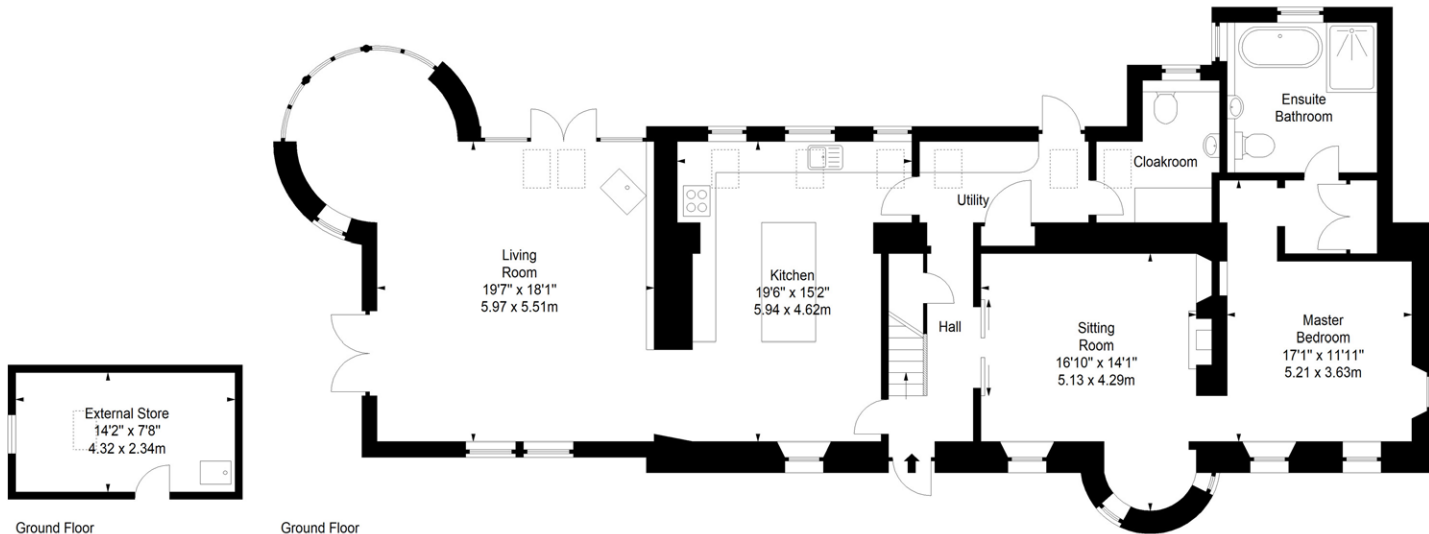 Ensuite
Bathroom
Cloakroom
Utility
Living
Room
19'7" x 18'1"
5.97 x 5.51m
Kitchen
19'6" x 15'2"
5.94 x 4.62m
Hall
Sitting
Room
16'10" x 14'1"
5.13 x 4.29m
Master
Bedroom
17'1" x 11'11"
5.21 x 3.63m
External Store
14'2" x 7'8"
4.32 x 2.34m
Ground Floor
Ground Floor